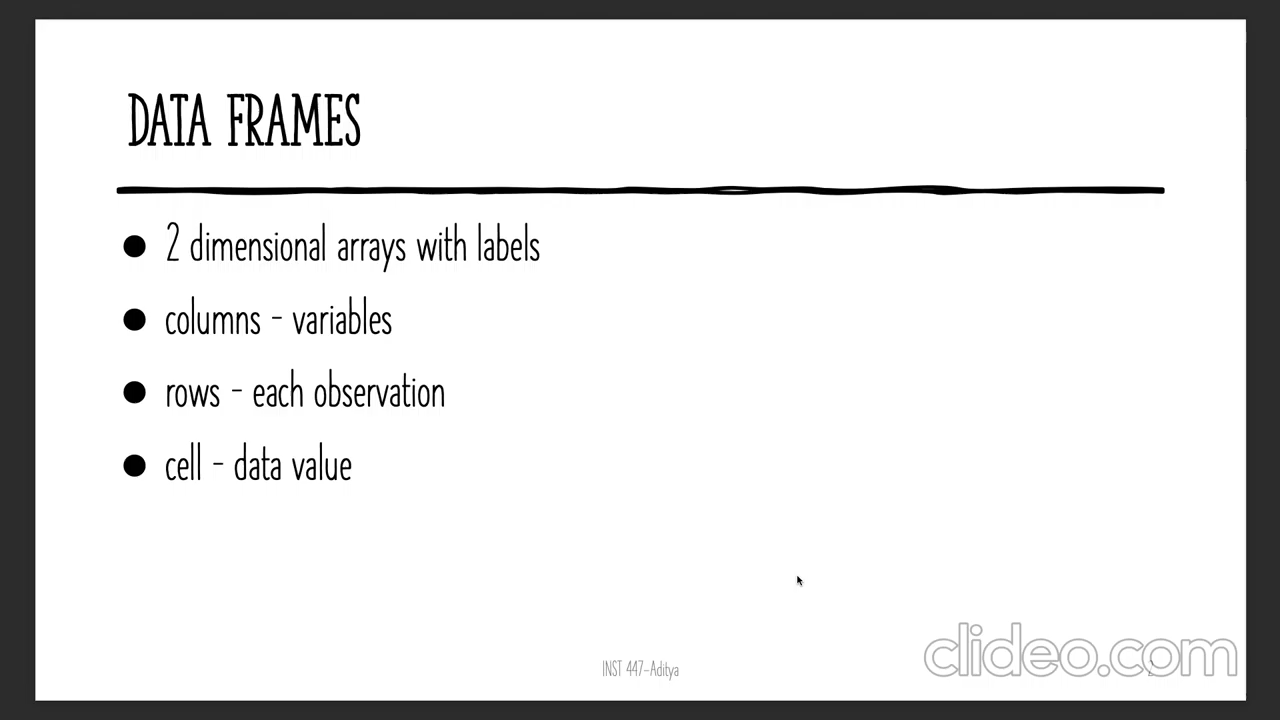 DATA FRAMES
2 dimensional arrays with labels
columns - variables
rows - each observation
cell - data value
INST 447-Aditya
2
clideo.com